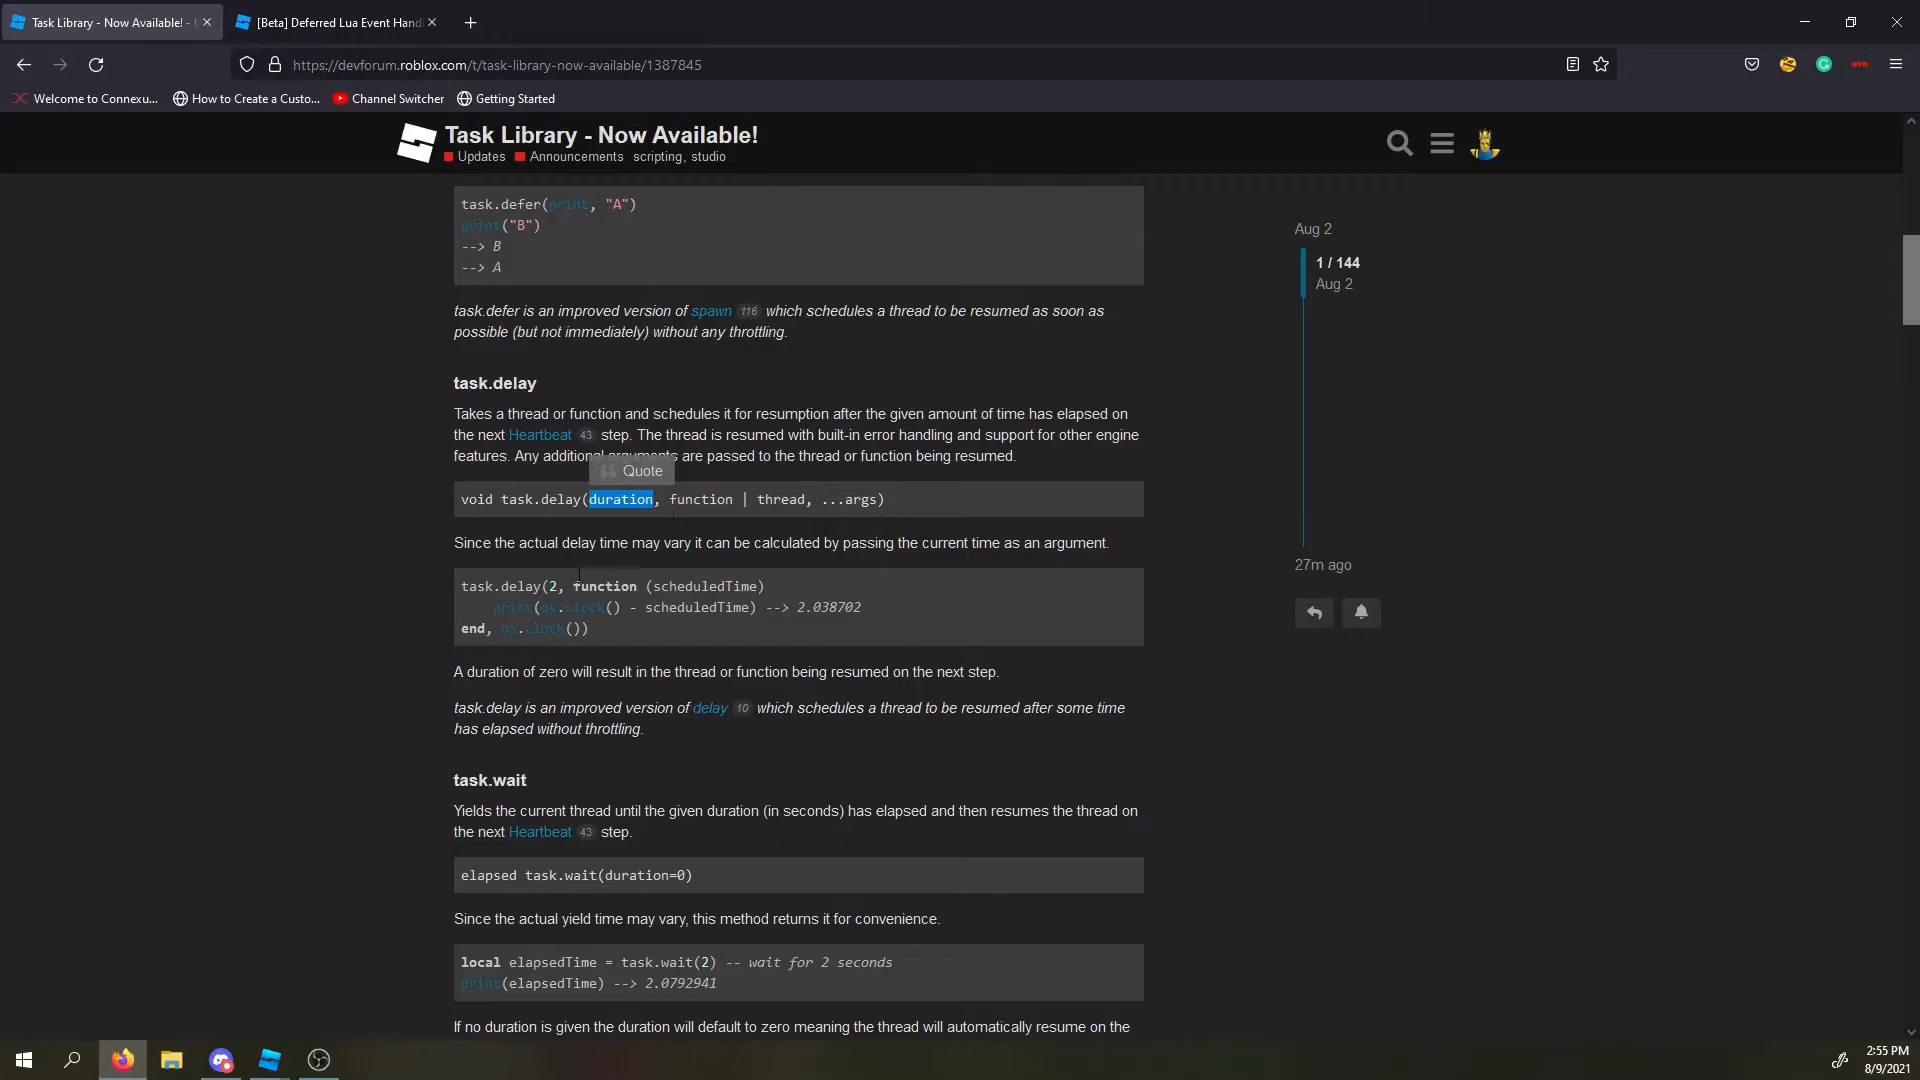 Task Library - Now Available! -
[Beta] Deferred Lua Event Hand
https://devforum.roblox.com/t/task-library-now-available/1387845
Welcome to Connexu...
How to Create a Custo...
Channel Switcher
Getting Started
Task Library - Now Available!
Updates Announcements scripting, studio
task.defer(print, "A")
print("B")
--> B
--> A
task.defer is an improved version of spawn 116 which schedules a thread to be resumed as soon as
possible (but not immediately) without any throttling.
task.delay
Takes a thread or function and schedules it for resumption after the given amount of time has elapsed on
the next Heartbeat 43 step. The thread is resumed with built-in error handling and support for other engine
features. Any additional arguments are passed to the thread or function being resumed.
Quote
void task.delay(duration, function | thread, ...args)
Since the actual delay time may vary it can be calculated by passing the current time as an argument.
task.delay(2, function (scheduledTime)
print(os.clock() - scheduledTime) --> 2.038702
end, os.clock())
A duration of zero will result in the thread or function being resumed on the next step.
task.delay is an improved version of delay 10 which schedules a thread to be resumed after some time
has elapsed without throttling.
task.wait
Yields the current thread until the given duration (in seconds) has elapsed and then resumes the thread on
the next Heartbeat 43 step.
elapsed task.wait(duration=0)
Since the actual yield time may vary, this method returns it for convenience.
local elapsedTime = task.wait(2) -- wait for 2 seconds
print(elapsedTime) --> 2.0792941
If no duration is given the duration will default to zero meaning the thread will automatically resume on the
Aug 2
1 / 144
Aug 2
27m ago
2:55 PM
8/9/2021